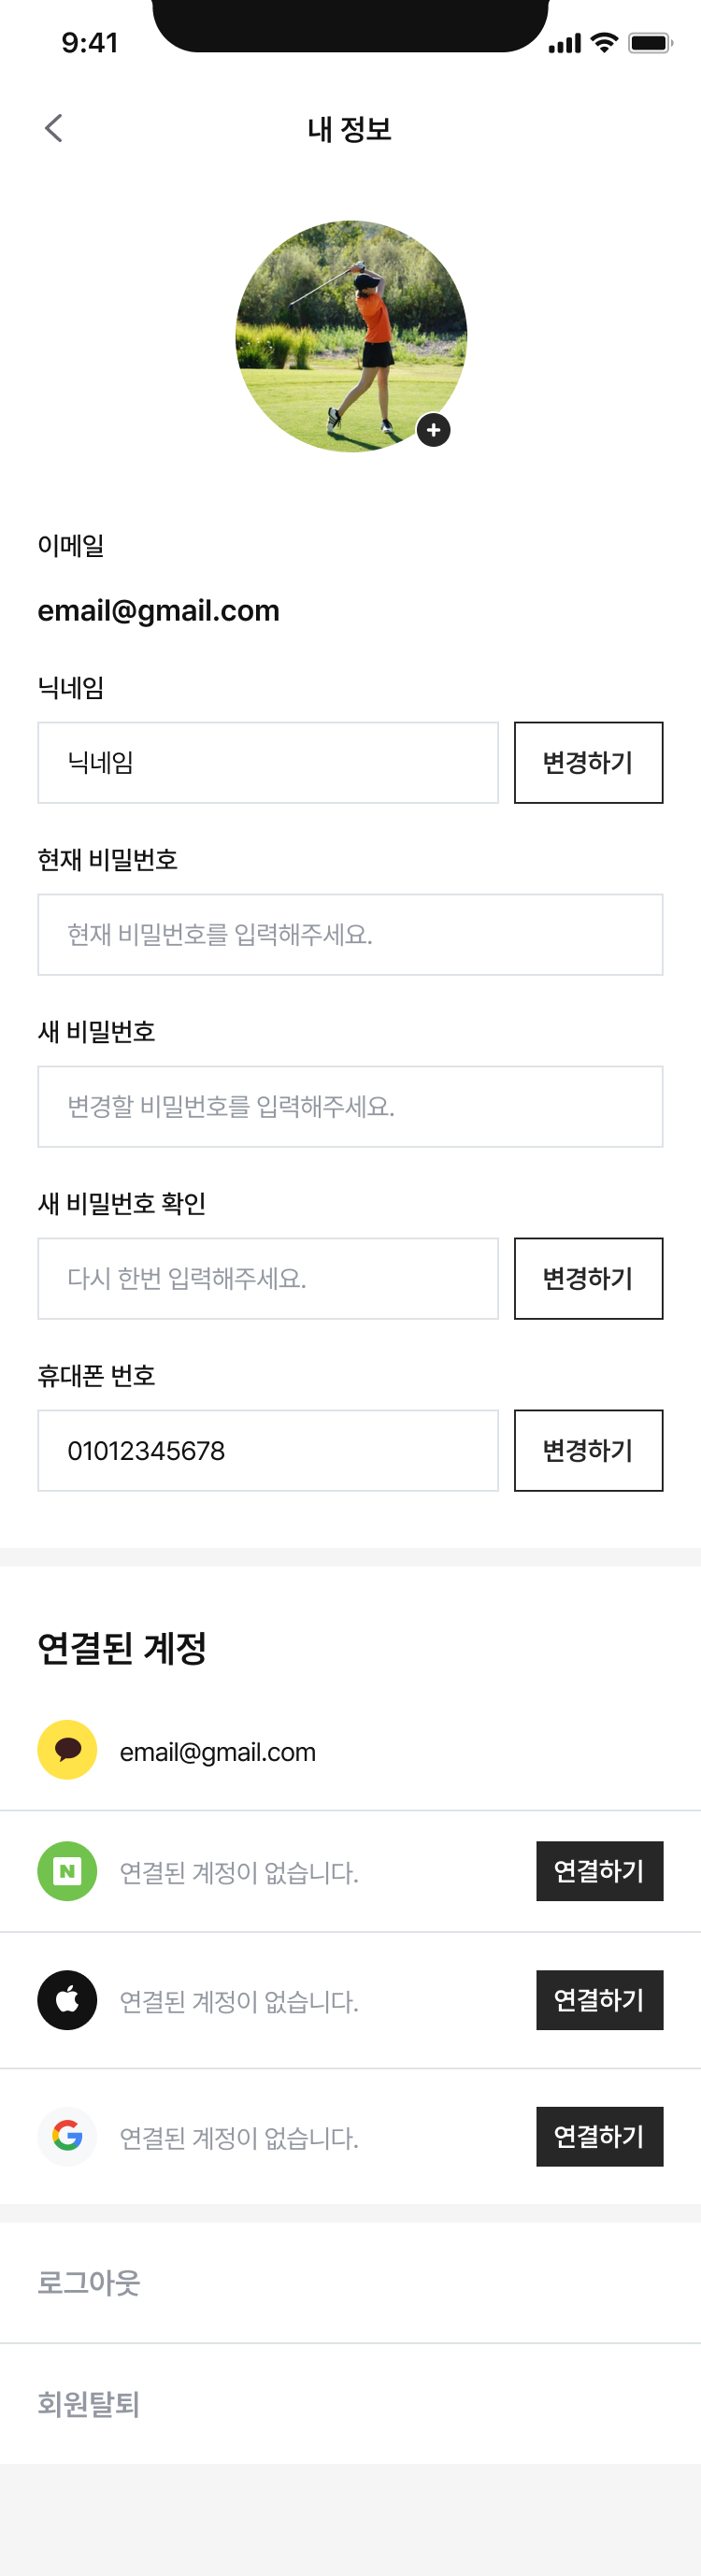 9:41
내 정보
이메일
email@gmail.com
닉네임
닉네임
변경하기
현재 비밀번호
현재 비밀번호를 입력해주세요.
새 비밀번호
변경할 비밀번호를 입력해주세요.
새 비밀번호 확인
다시 한번 입력해주세요.
변경하기
휴대폰 번호
01012345678
변경하기
연결된 계정
email@gmail.com
N
연결된 계정이 없습니다.
연결하기
연결된 계정이 없습니다.
연결하기
G
연결된 계정이 없습니다.
연결하기
로그아웃
회원탈퇴